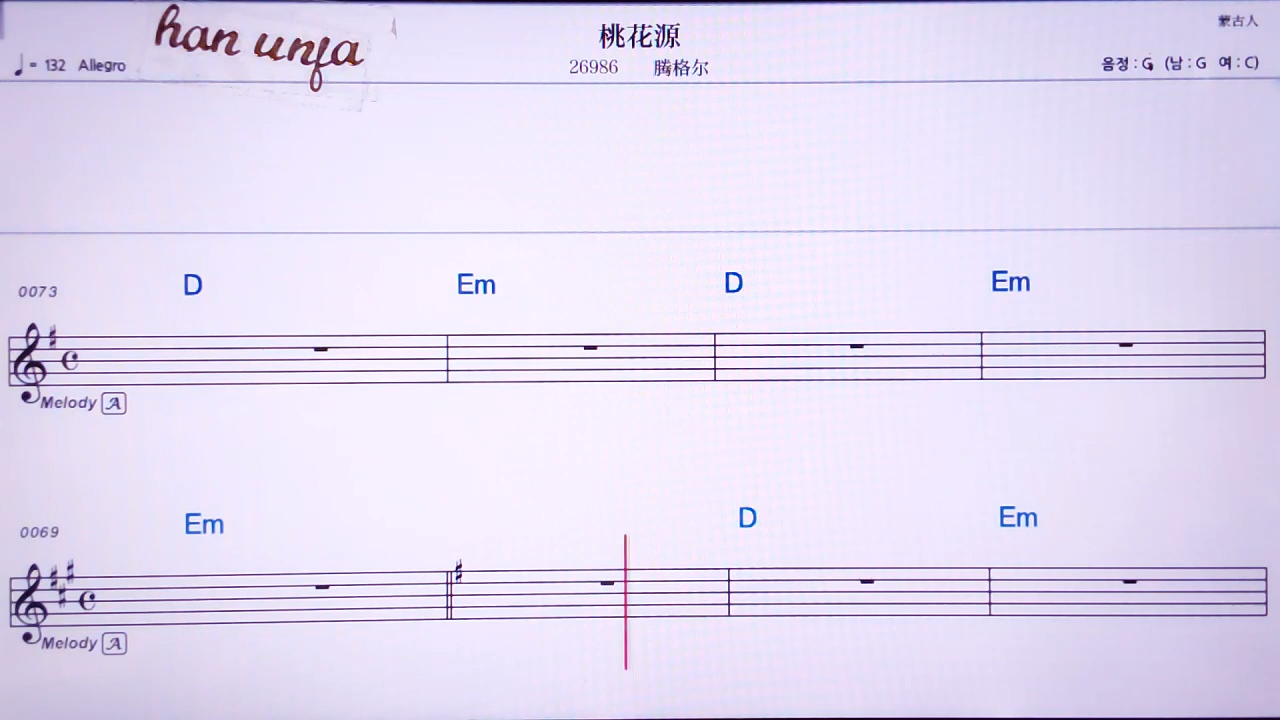 han unfa
桃花源
蒙古人
♩= 132 Allegro
26986 腾格尔
음정 : G (남 : G 여 : C)
D Em D Em
0073
Melody A
Em D Em
0069
Melody A